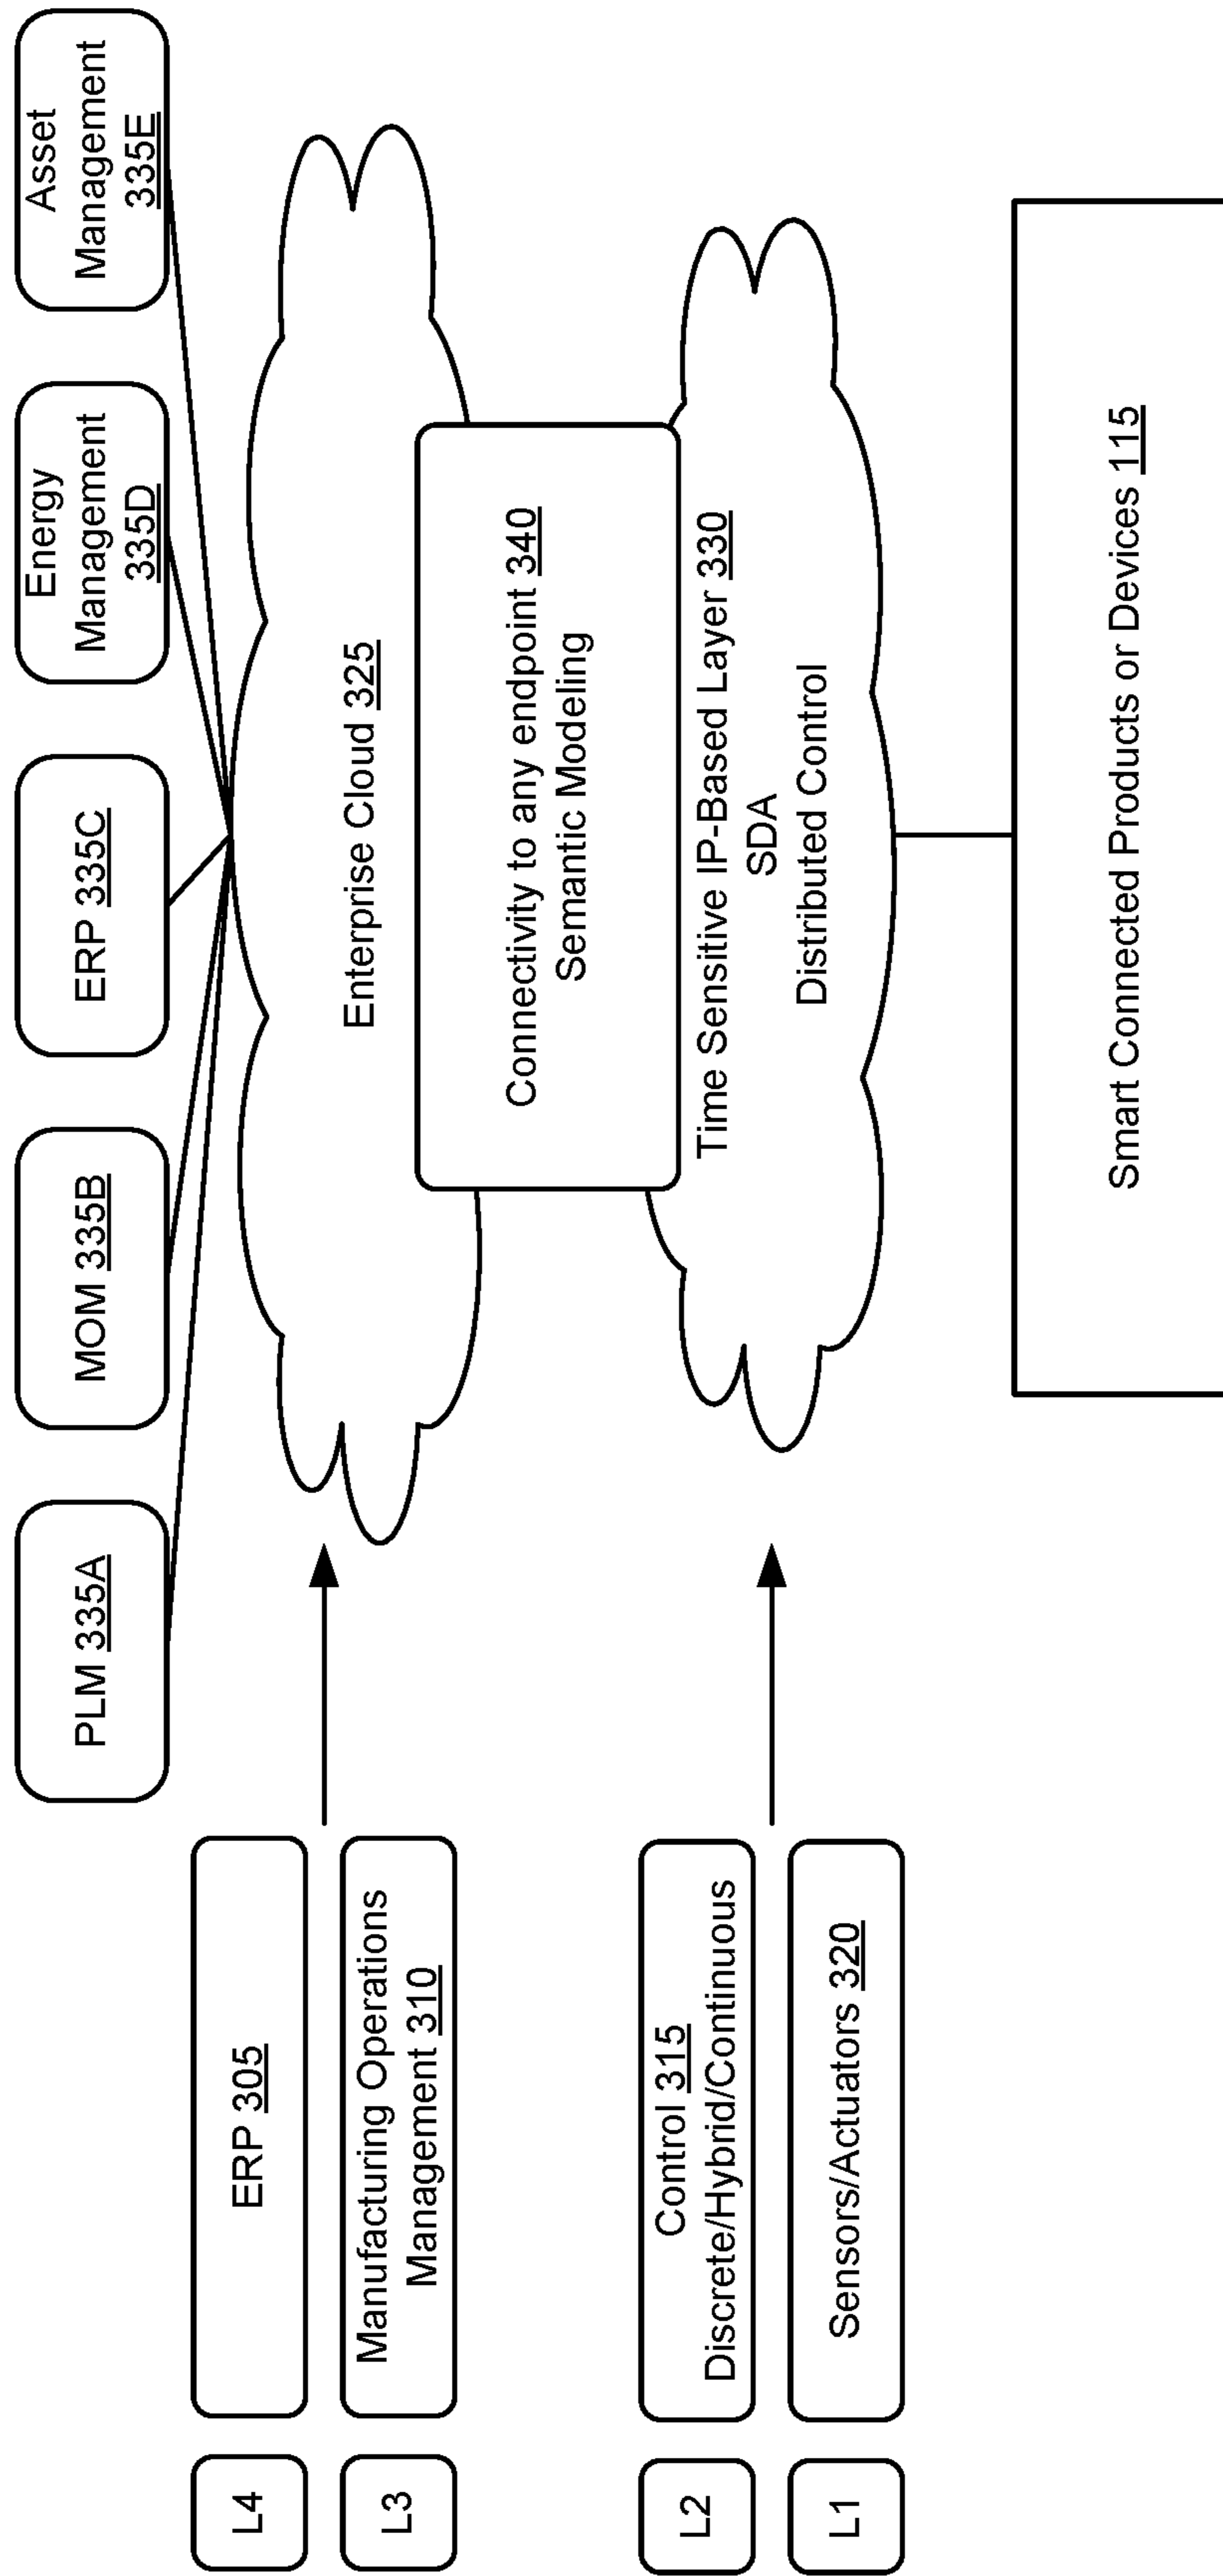 PLM 335A
MOM 335B
ERP 335C
Energy
Management
335D
Asset
Management
335E
L4
ERP 305
L3
Manufacturing Operations
Management 310
Enterprise Cloud 325
Connectivity to any endpoint 340
Semantic Modeling
L2
Control 315
Discrete/Hybrid/Continuous
L1
Sensors/Actuators 320
Time Sensitive IP-Based Layer 330
SDA
Distributed Control
Smart Connected Products or Devices 115